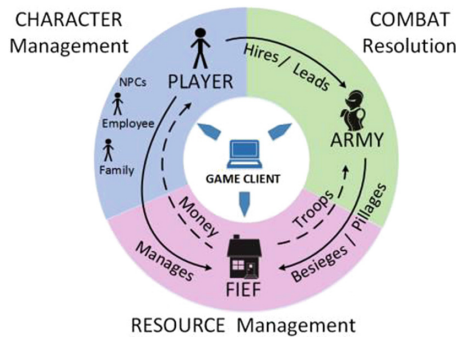 CHARACTER
Management
COMBAT
Resolution
NPCs
Employee
Family
PLAYER
Hires / Leads
ARMY
GAME CLIENT
Money
Troops
Manages
Besieges / Pillages
FIEF
RESOURCE Management